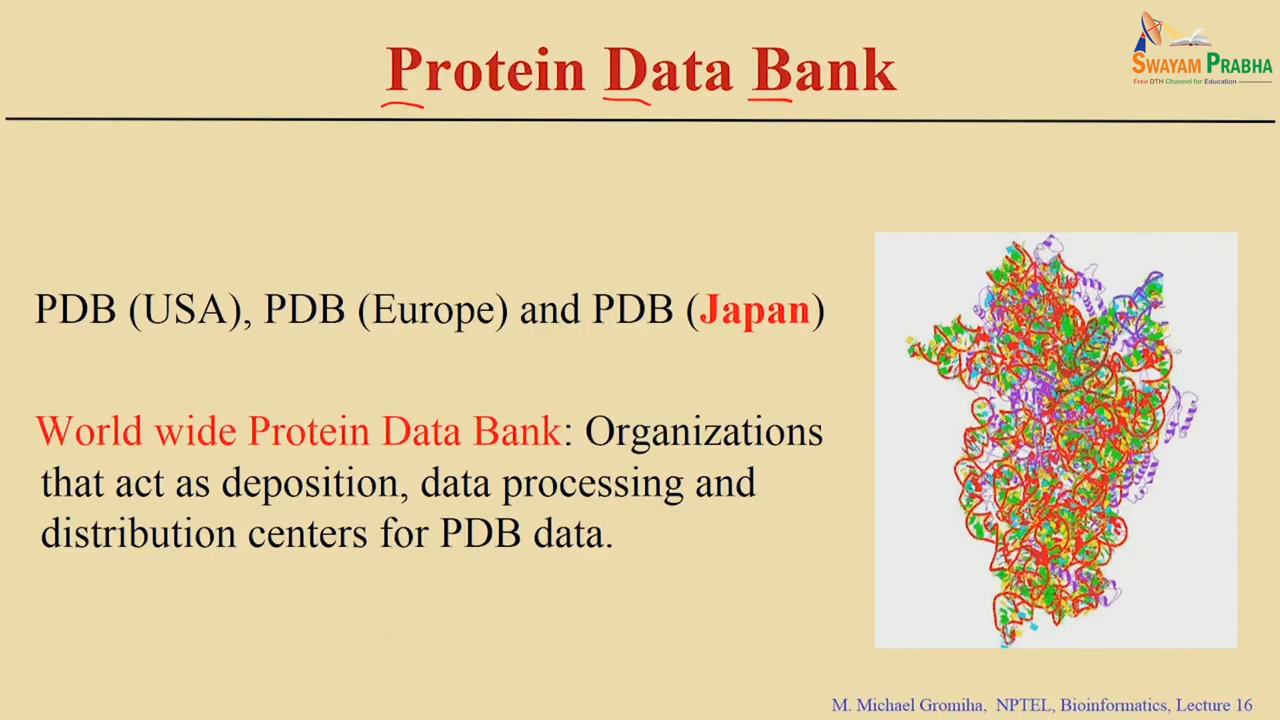 Protein Data Bank
SWAYAM PRABHA
Free DTH Channel for Education
PDB (USA), PDB (Europe) and PDB (Japan)
World wide Protein Data Bank: Organizations
that act as deposition, data processing and
distribution centers for PDB data.
M. Michael Gromiha, NPTEL, Bioinformatics, Lecture 16